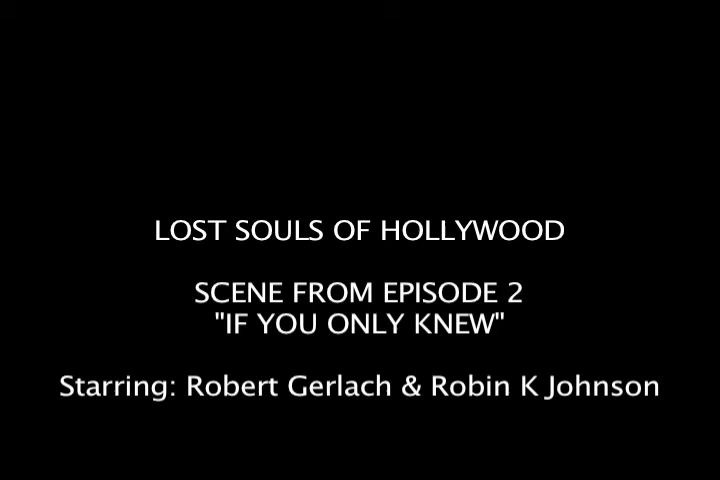 LOST SOULS OF HOLLYWOOD
SCENE FROM EPISODE 2
"IF YOU ONLY KNEW"
Starring: Robert Gerlach & Robin K Johnson